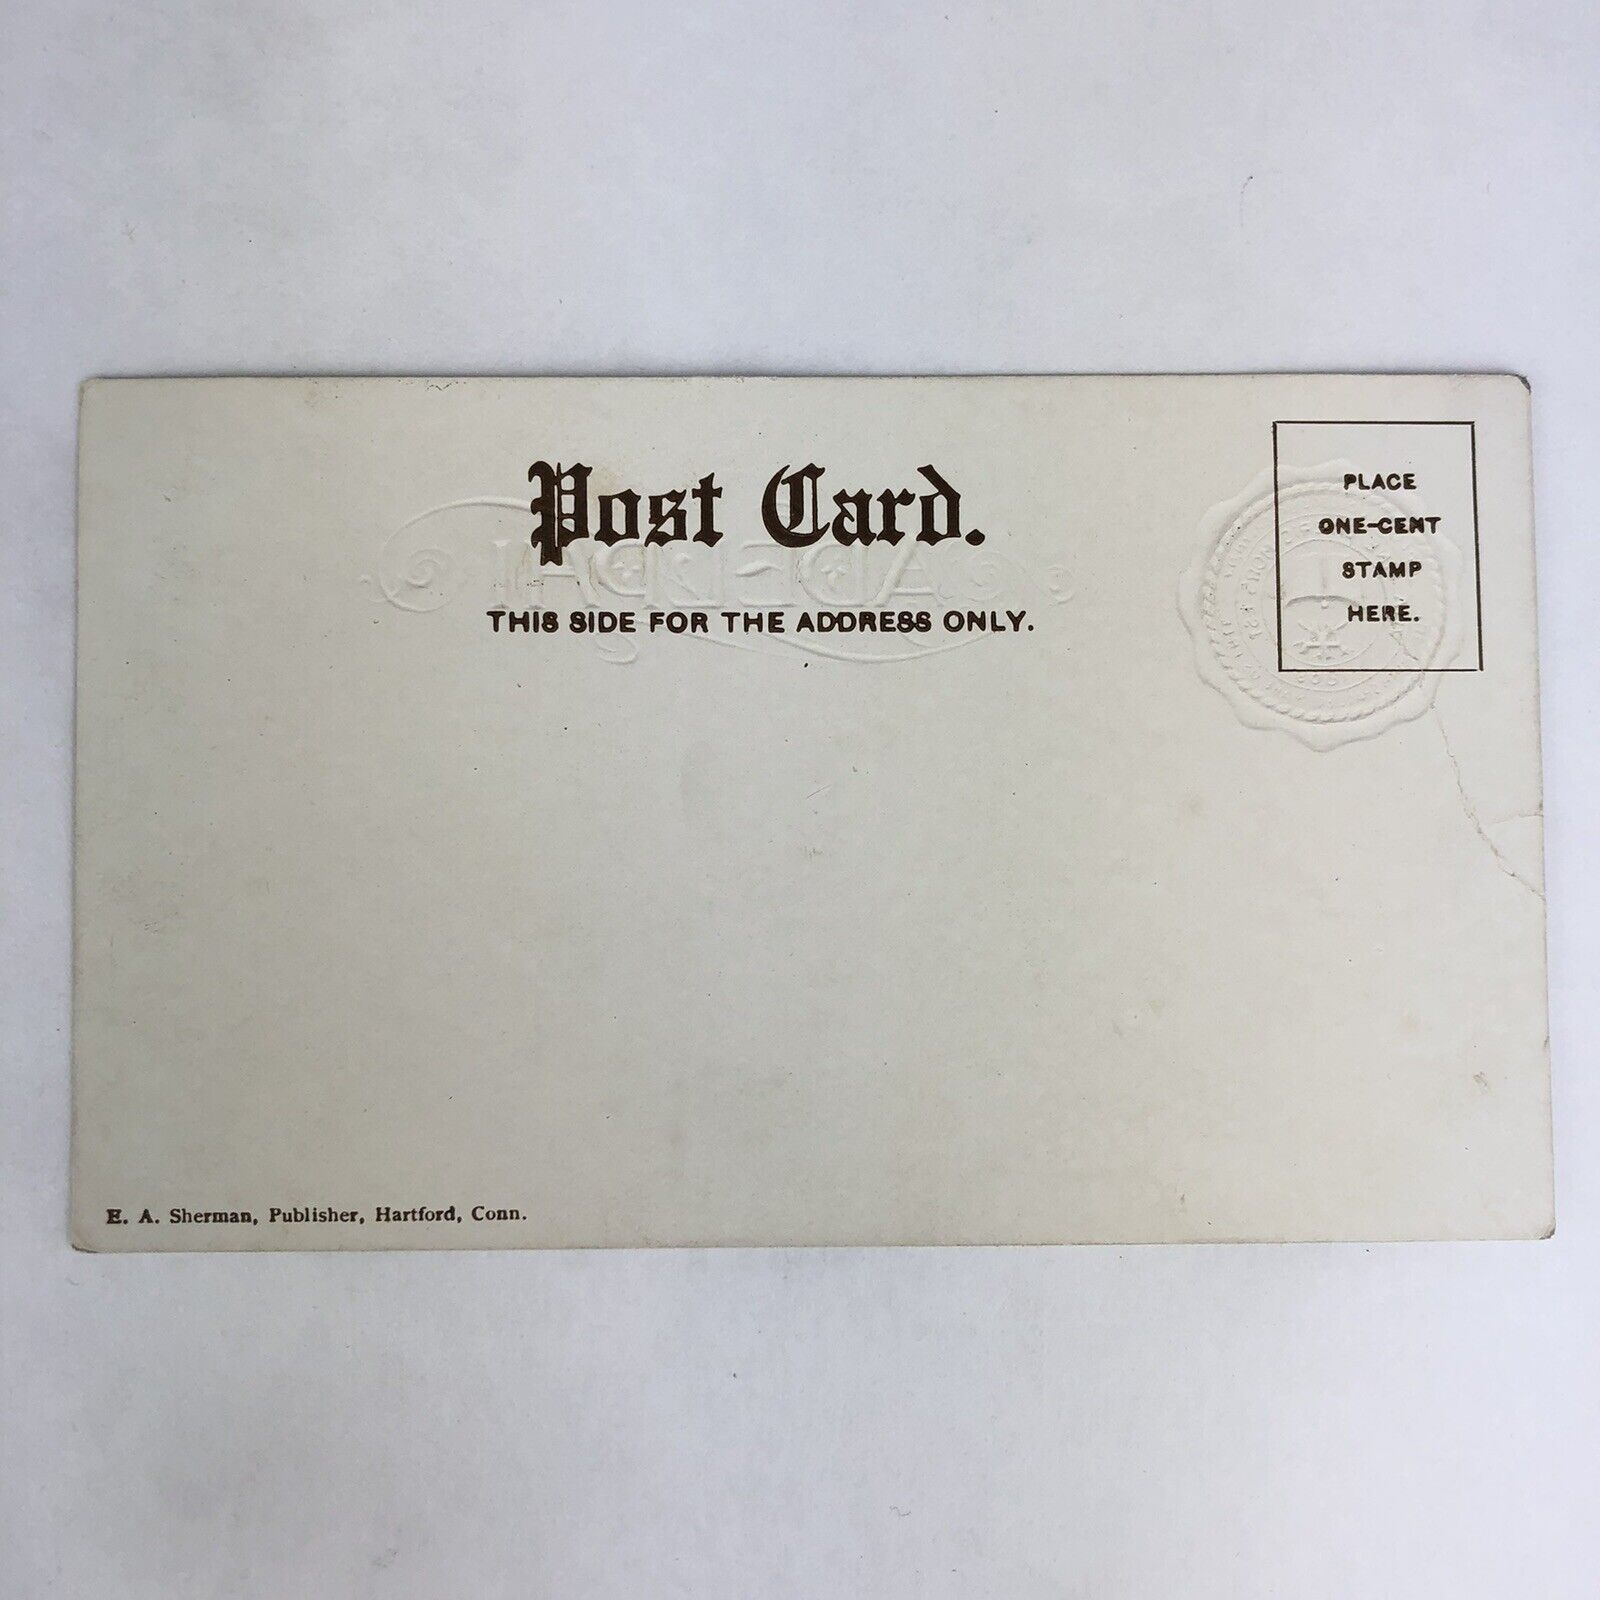 Post Card.
THIS SIDE FOR THE ADDRESS ONLY.
PLACE
ONE-CENT
STAMP
HERE.
E. A. Sherman, Publisher, Hartford, Conn.